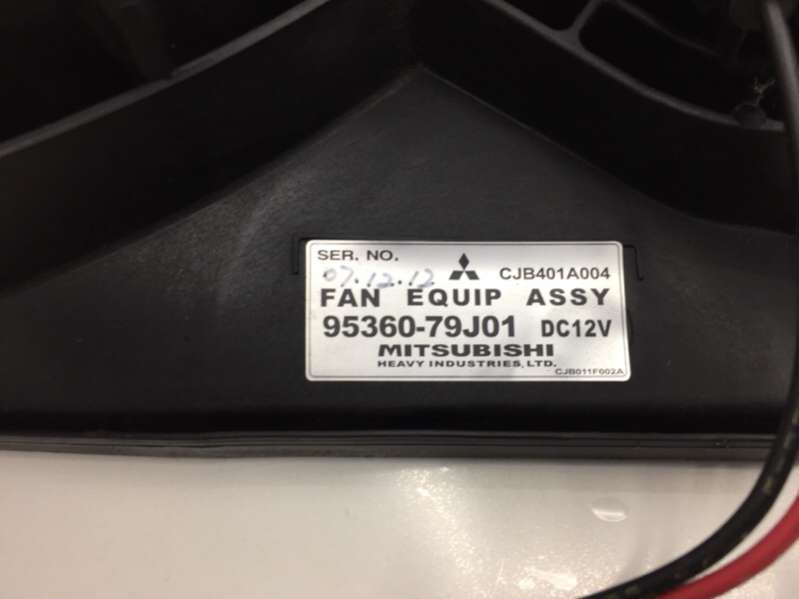 SER. NO.
07.12.12 CJB401A004
FAN EQUIP ASSY
95360-79J01 DC12V
MITSUBISHI
HEAVY INDUSTRIES, LTD.
CJB011F002A